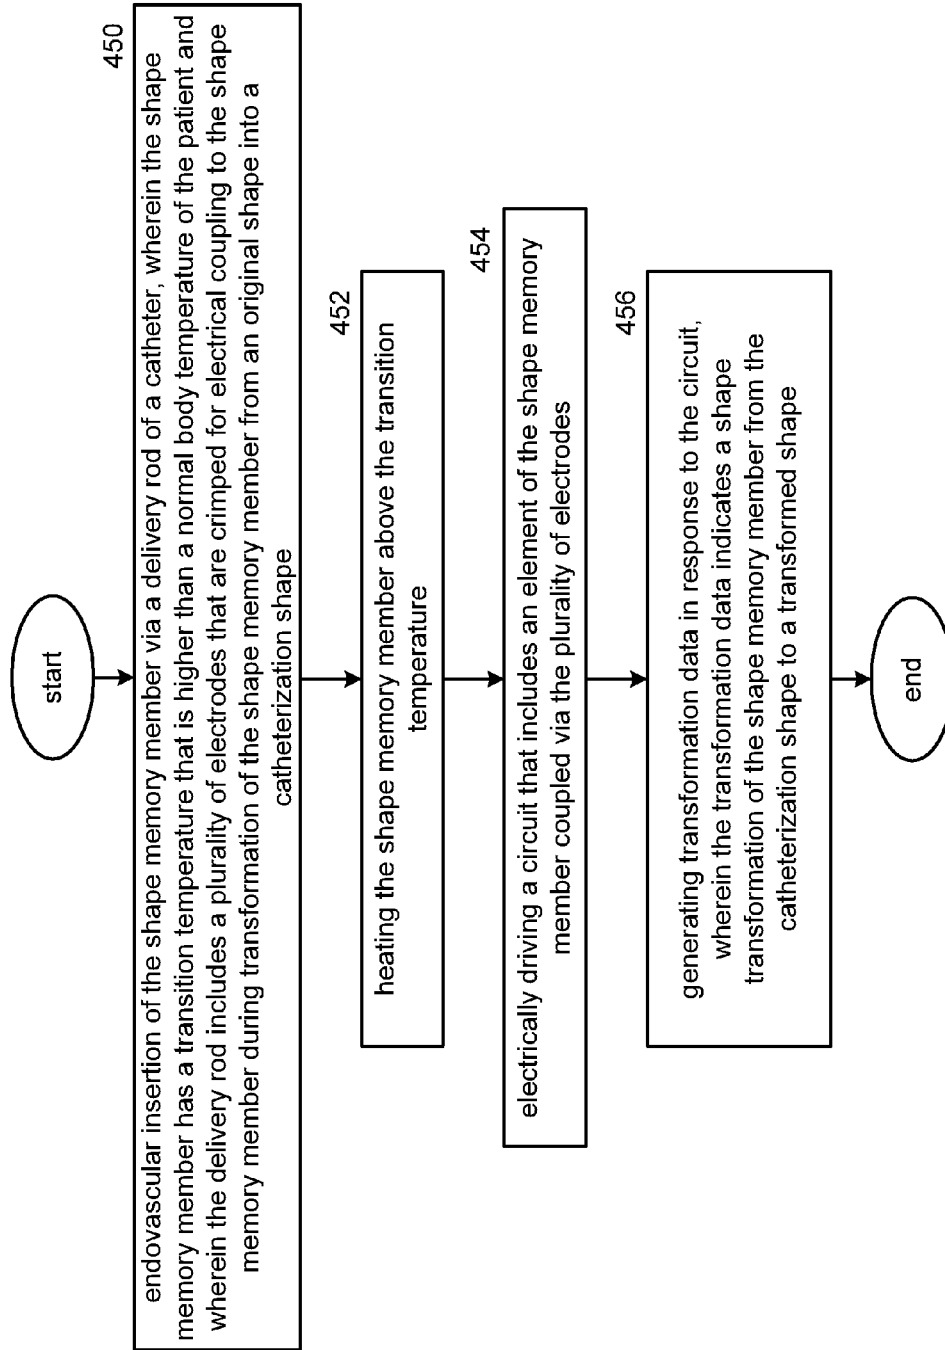 start
450
endovascular insertion of the shape memory member via a delivery rod of a catheter, wherein the shape
memory member has a transition temperature that is higher than a normal body temperature of the patient and
wherein the delivery rod includes a plurality of electrodes that are crimped for electrical coupling to the shape
memory member during transformation of the shape memory member from an original shape into a
catheterization shape
452
heating the shape memory member above the transition
temperature
454
electrically driving a circuit that includes an element of the shape memory
member coupled via the plurality of electrodes
456
generating transformation data in response to the circuit,
wherein the transformation data indicates a shape
transformation of the shape memory member from the
catheterization shape to a transformed shape
end